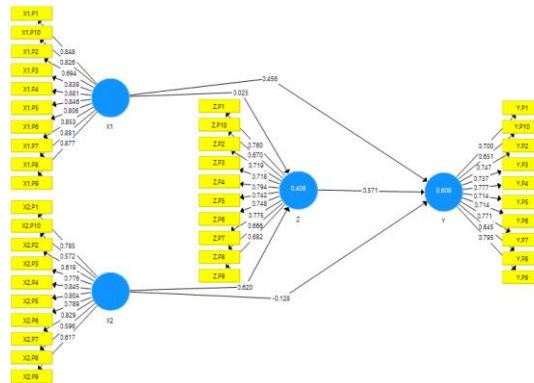 X1.P1
X1.P10
X1.P2
X1.P3
X1.P4
X1.P5
X1.P6
X1.P7
X1.P8
X1.P9
0.848
0.826
0.694
0.838
0.881
0.846
0.806
0.853
0.881
0.877
X1
X2.P1
X2.P10
X2.P2
X2.P3
X2.P4
X2.P5
X2.P6
X2.P7
X2.P8
X2.P9
0.785
0.572
0.619
0.776
0.845
0.804
0.789
0.829
0.596
0.617
X2
0.456
0.025
0.620
-0.128
Z.P1
Z.P10
Z.P2
Z.P3
Z.P4
Z.P5
Z.P6
Z.P7
Z.P8
Z.P9
0.760
0.670
0.719
0.718
0.794
0.742
0.748
0.775
0.666
0.682
0.406
Z
0.571
0.608
Y
0.700
0.651
0.747
0.737
0.777
0.714
0.714
0.771
0.645
0.795
Y.P1
Y.P10
Y.P2
Y.P3
Y.P4
Y.P5
Y.P6
Y.P7
Y.P8
Y.P9